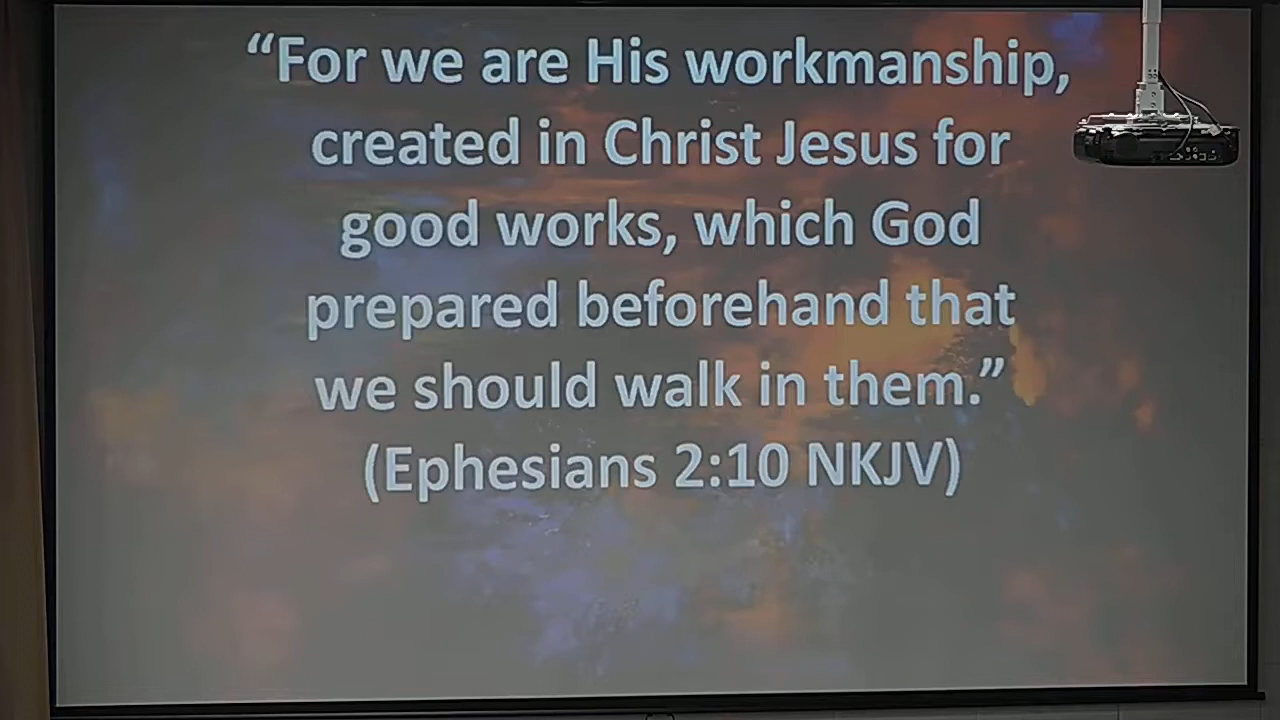 “For we are His workmanship,
created in Christ Jesus for
good works, which God
prepared beforehand that
we should walk in them.”
(Ephesians 2:10 NKJV)